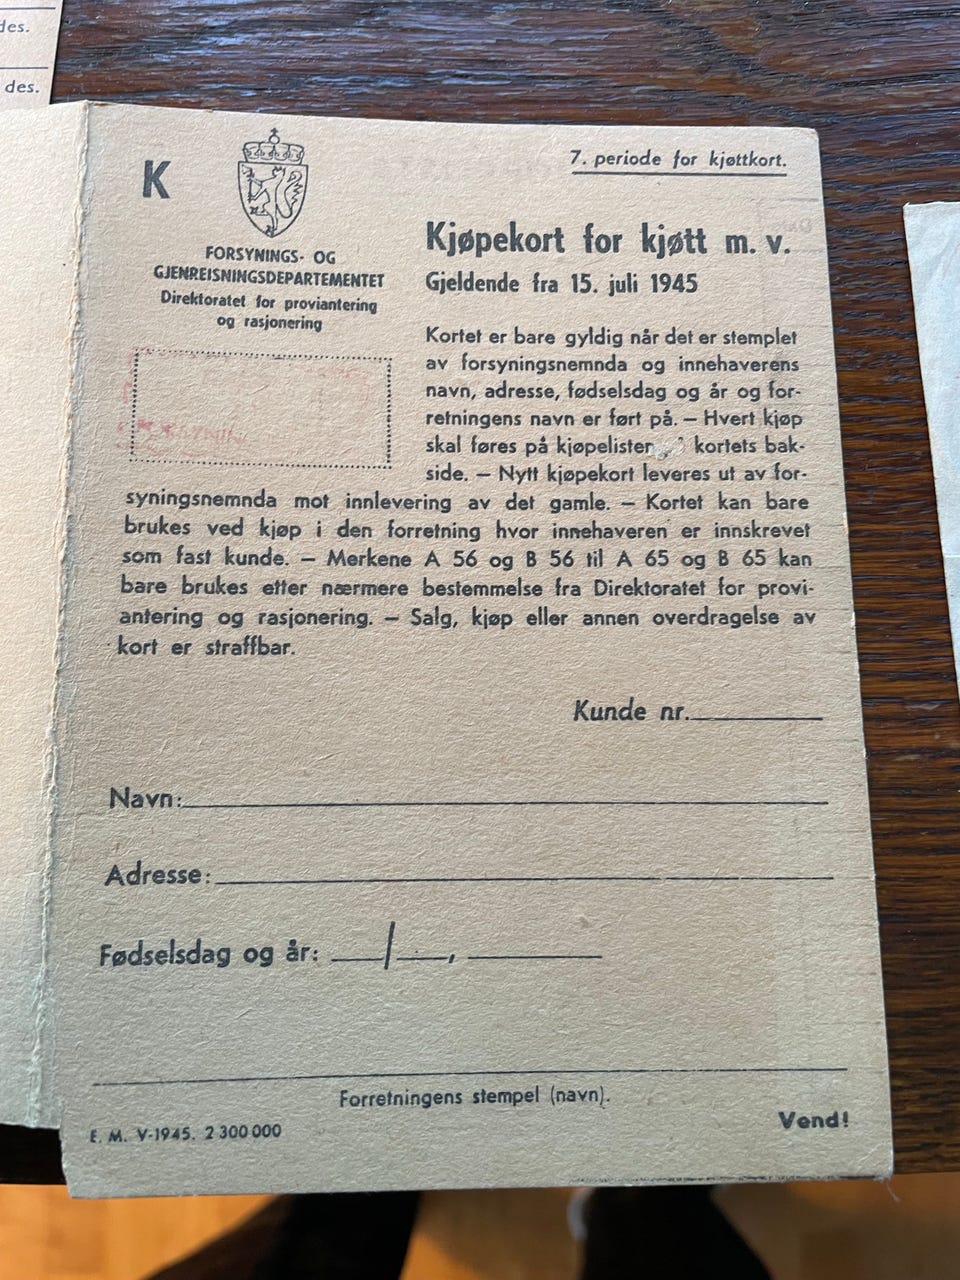 des.
des.
K
7. periode for kjøttkort.
FORSYNINGS- OG
GJENREISNINGSDEPARTEMENTET
Direktoratet for proviantering
og rasjonering
Kjøpekort for kjøtt m. v.
Gjeldende fra 15. juli 1945
Kortet er bare gyldig når det er stemplet
av forsyningsnemnda og innehaverens
navn, adresse, fødselsdag og år og for-
retningens navn er ført på. — Hvert kjøp
skal føres på kjøpelisten kortets bak-
side. — Nytt kjøpekort leveres ut av for-
syningsnemnda mot innlevering av det gamle. — Kortet kan bare
brukes ved kjøp i den forretning hvor innehaveren er innskrevet
som fast kunde. — Merkene A 56 og B 56 til A 65 og B 65 kan
bare brukes etter nærmere bestemmelse fra Direktoratet for provi-
antering og rasjonering. — Salg, kjøp eller annen overdragelse av
kort er straffbar.
Kunde nr.
Navn:
Adresse:
Fødselsdag og år: / ,
Forretningens stempel (navn).
E. M. V-1945. 2 300 000
Vend!